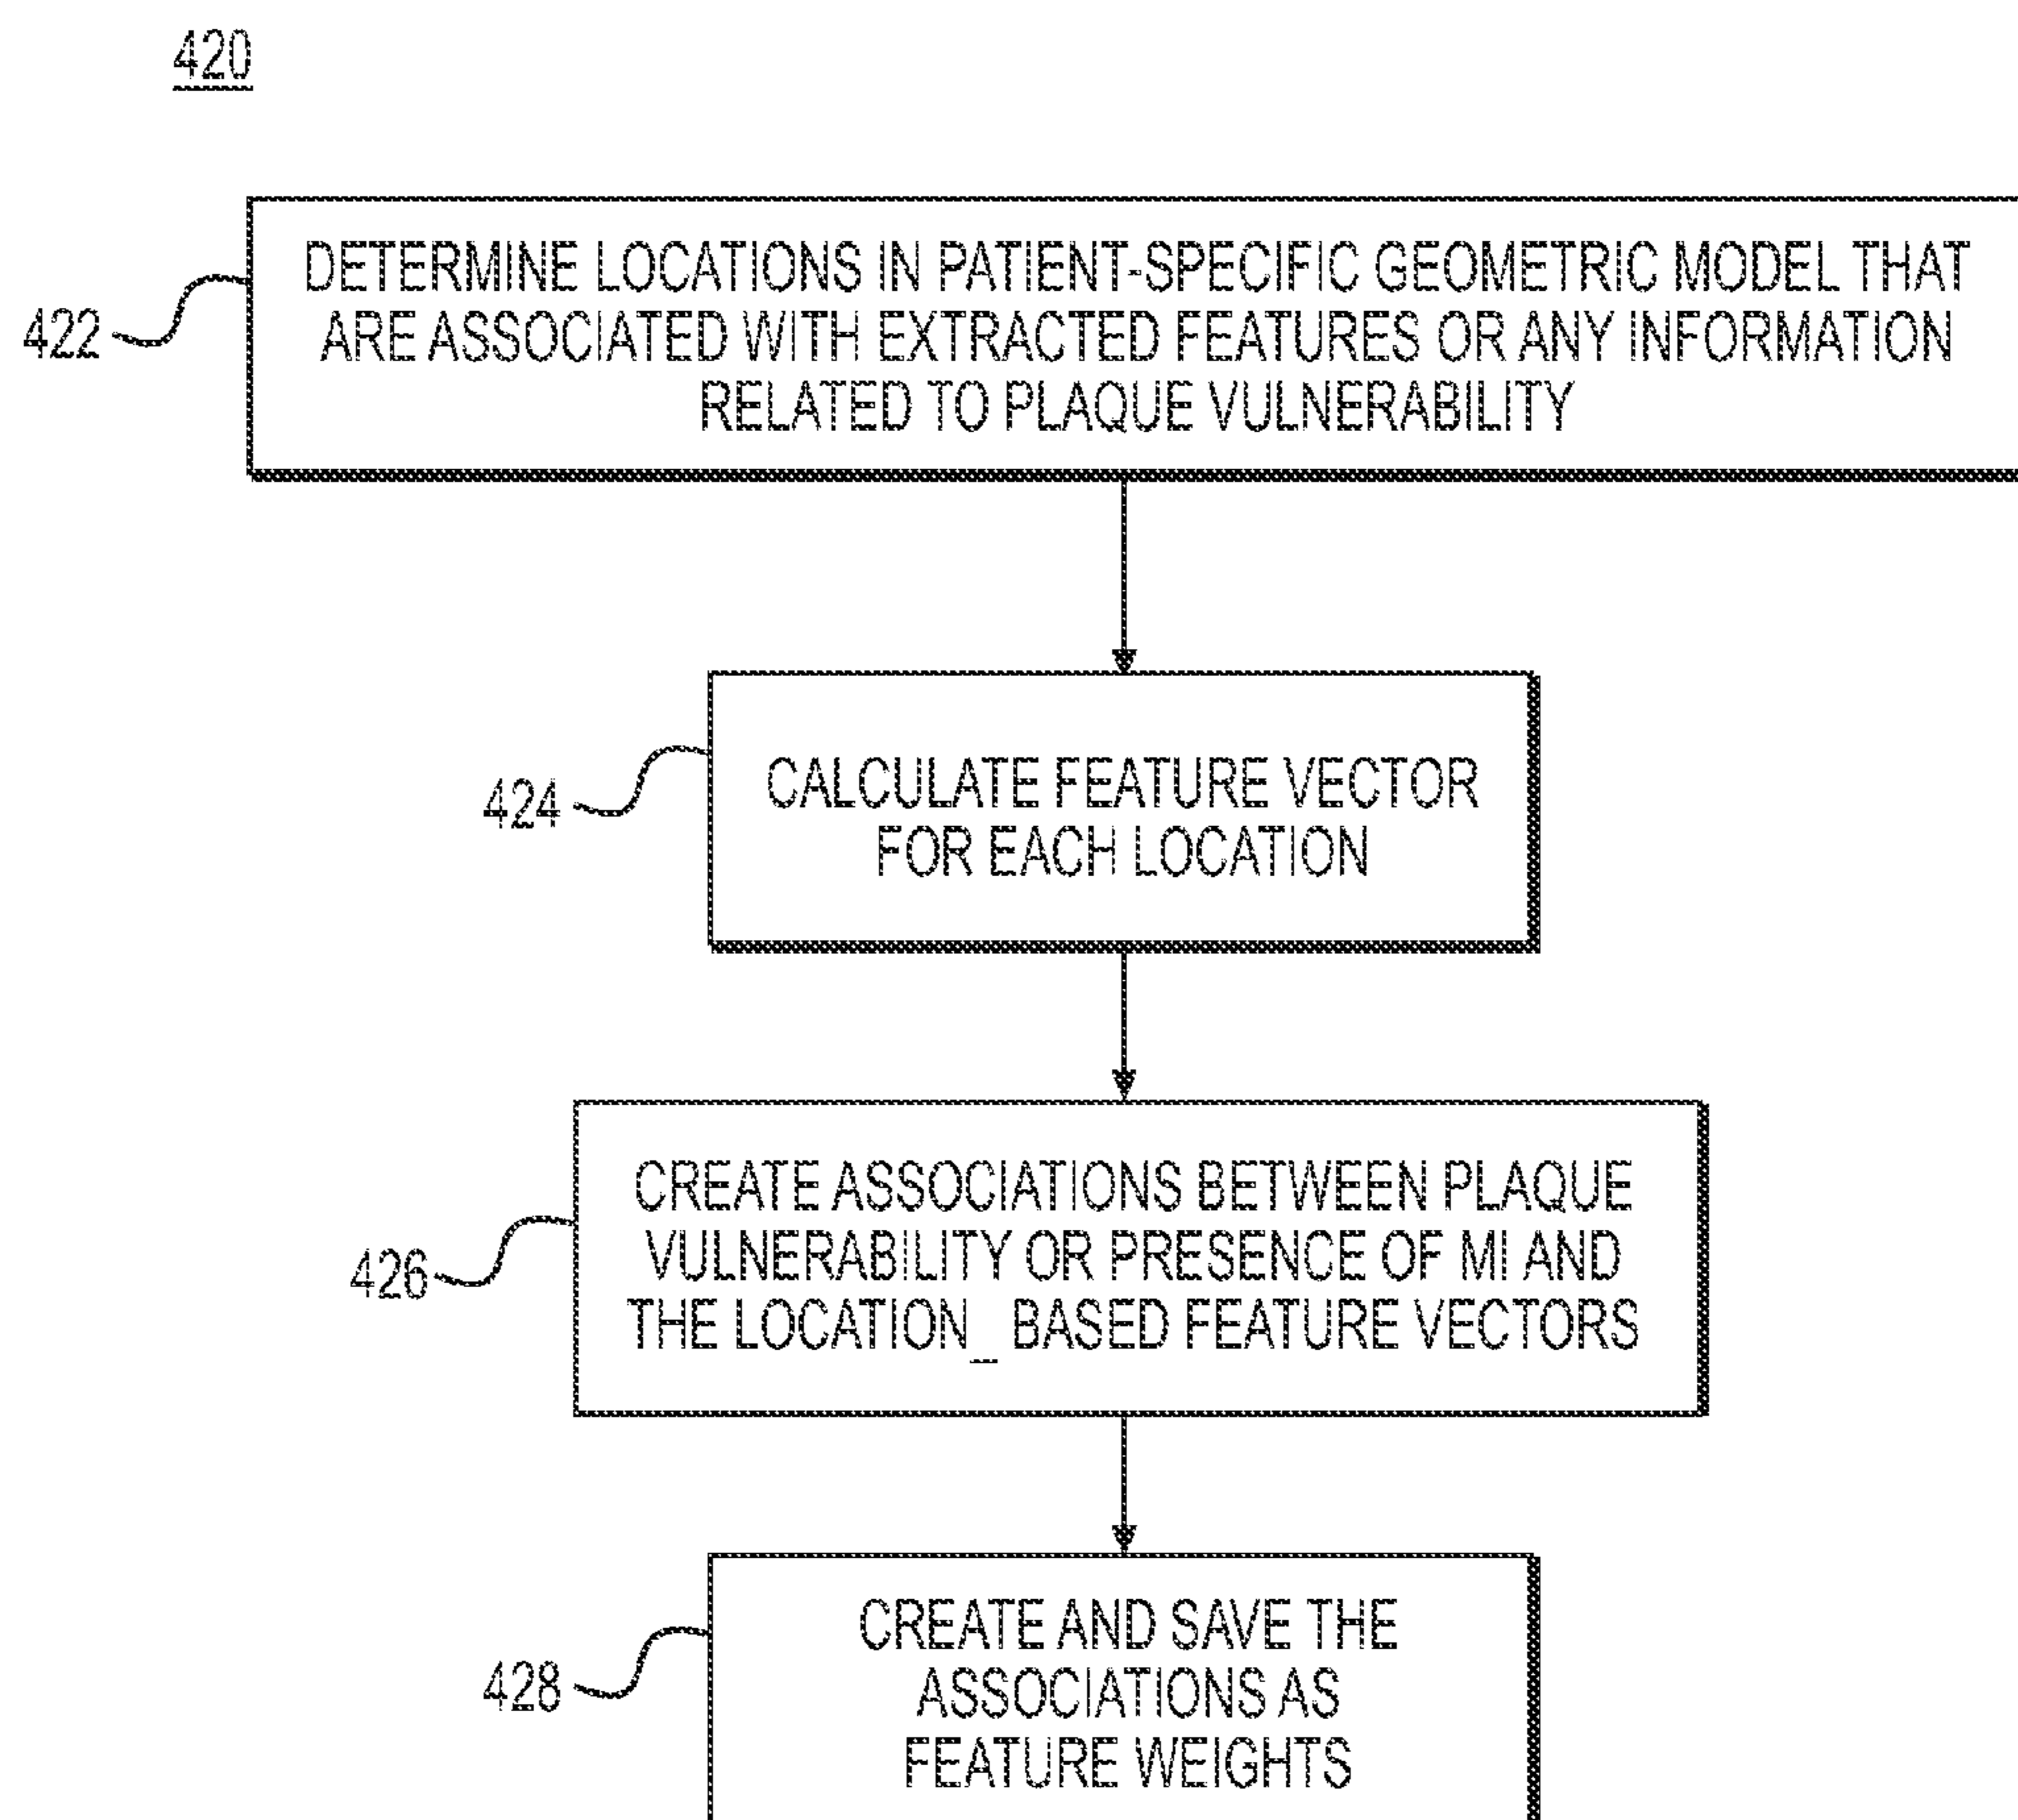 420
DETERMINE LOCATIONS IN PATIENT-SPECIFIC GEOMETRIC MODEL THAT
ARE ASSOCIATED WITH EXTRACTED FEATURES OR ANY INFORMATION
RELATED TO PLAQUE VULNERABILITY
422
CALCULATE FEATURE VECTOR
FOR EACH LOCATION
424
CREATE ASSOCIATIONS BETWEEN PLAQUE
VULNERABILITY OR PRESENCE OF MI AND
THE LOCATION_ BASED FEATURE VECTORS
426
CREATE AND SAVE THE
ASSOCIATIONS AS
FEATURE WEIGHTS
428